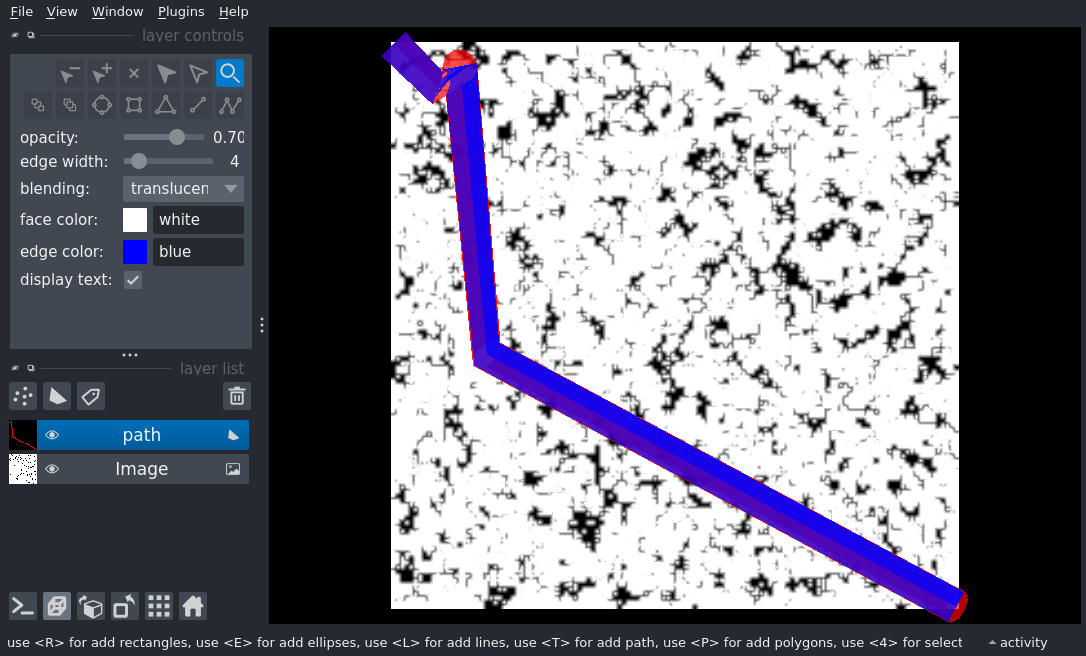 File View Window Plugins Help
layer controls
opacity: 0.70
edge width: 4
blending: translucen
face color: white
edge color: blue
display text:
layer list
path
Image
use <R> for add rectangles, use <E> for add ellipses, use <L> for add lines, use <T> for add path, use <P> for add polygons, use <4> for select
activity